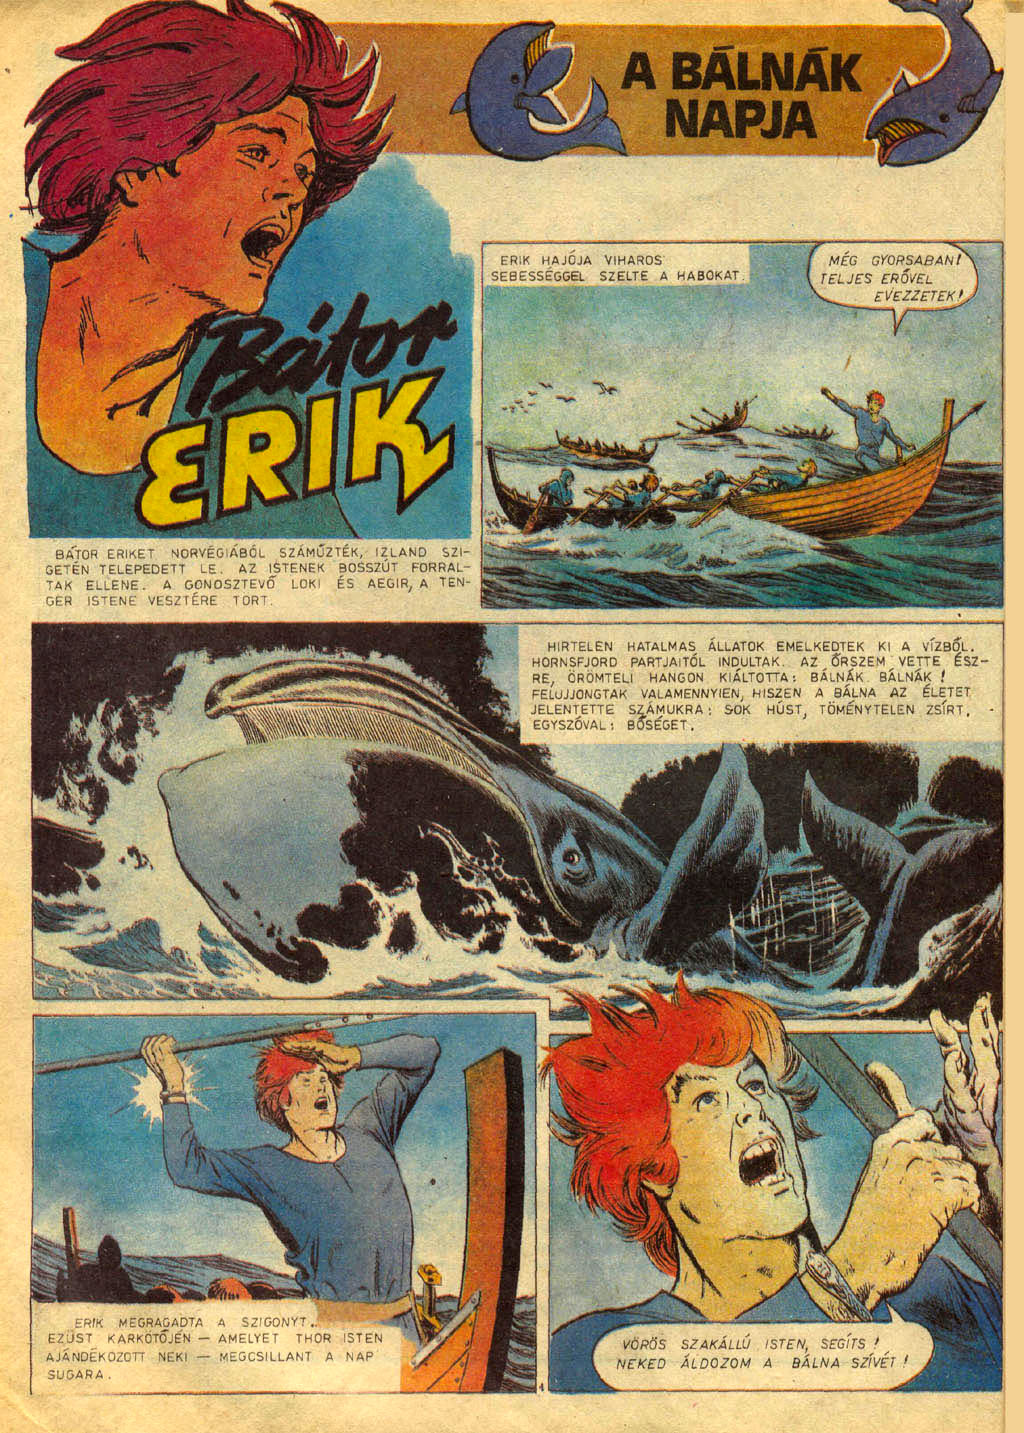 A BÁLNÁK
NAPJA
Bátor
ERIK
BÁTOR ERIKET NORVÉGIÁBÓL SZÁMŰZTÉK, IZLAND SZI-
GETÉN TELEPEDETT LE. AZ ISTENEK BOSSZÚT FORRAL-
TAK ELLENE. A GONOSZTEVŐ LOKI ÉS AEGIR, A TEN-
GER ISTENE VESZTÉRE TÖRT.
ERIK HAJÓJA VIHAROS
SEBESSÉGGEL SZELTE A HABOKAT.
MÉG GYORSABAN!
TELJES ERŐVEL
EVEZZETEK!
HIRTELEN HATALMAS ÁLLATOK EMELKEDTEK KI A VÍZBŐL.
HORNSFJORD PARTJAITÓL INDULTAK. AZ ŐRSZEM VETTE ÉSZ-
RE, ÖRÖMTELI HANGON KIÁLTOTTA: BÁLNÁK. BÁLNÁK!
FELUJJONGTAK VALAMENNYIEN, HISZEN A BÁLNA AZ ÉLETET
JELENTETTE SZÁMUKRA: SOK HÚST, TÖMÉNYTELEN ZSÍRT,
EGYSZÓVAL: BŐSÉGET.
ERIK MEGRAGADTA A SZIGONYT..
EZÜST KARKÖTŐJÉN — AMELYET THOR ISTEN
AJÁNDÉKOZOTT NEKI — MEGCSILLANT A NAP
SUGARA.
VÖRÖS SZAKÁLLÚ ISTEN, SEGÍTS!
NEKED ÁLDOZOM A BÁLNA SZÍVÉT!